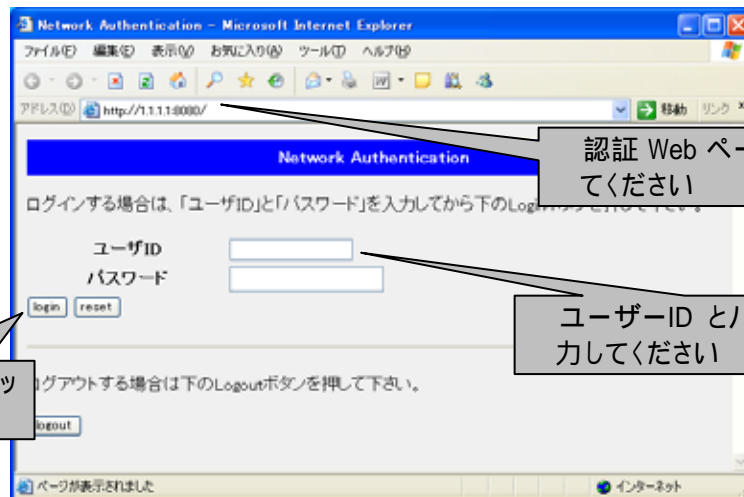 Network Authentication - Microsoft Internet Explorer
ファイル(F) 編集(E) 表示(V) お気に入り(A) ツール(T) ヘルプ(H)
アドレス(D) http://1.1.1.1:8080/ 移動 リンク
認証 Web ペー
てください
Network Authentication
ログインする場合は、「ユーザID」と「パスワード」を入力してから下のLog
ユーザID
パスワード
login reset
ユーザーID とパ
力してください
ッ
グアウトする場合は下のLogoutボタンを押して下さい。
logout
ページが表示されました インターネット